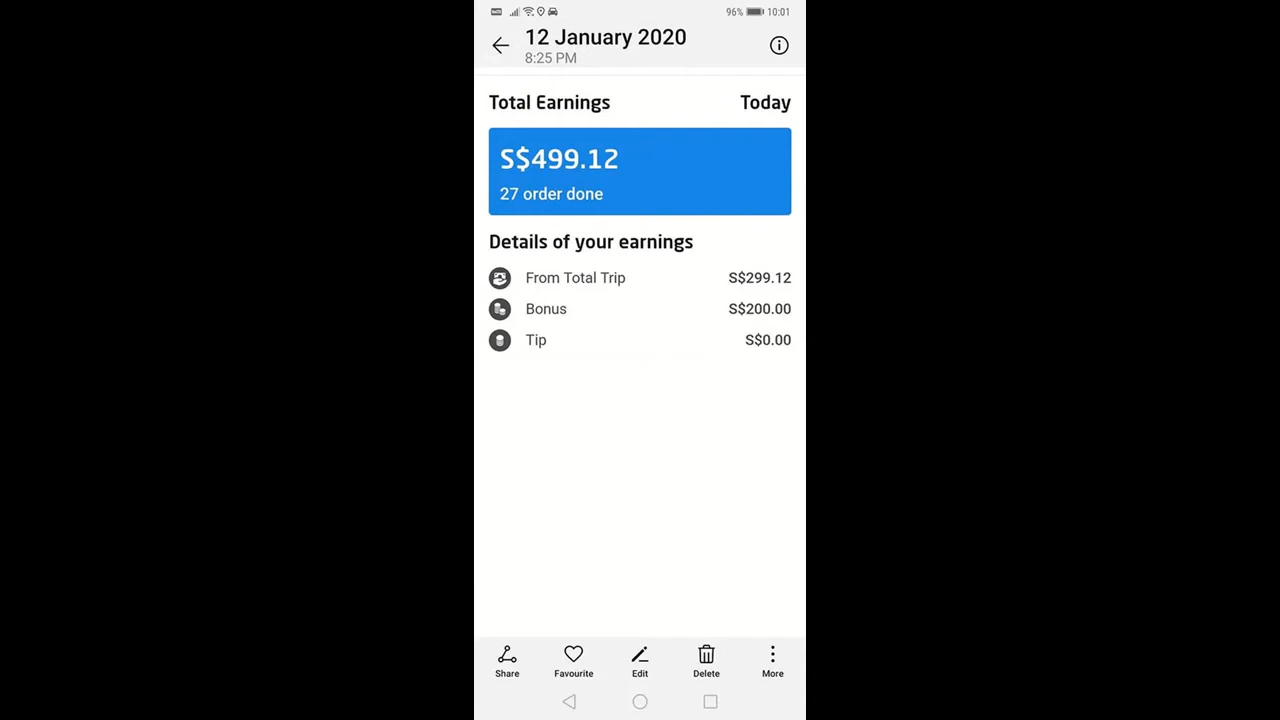 96% 10:01
12 January 2020
8:25 PM
Total Earnings Today
S$499.12
27 order done
Details of your earnings
From Total Trip S$299.12
Bonus S$200.00
Tip S$0.00
Share Favourite Edit Delete More